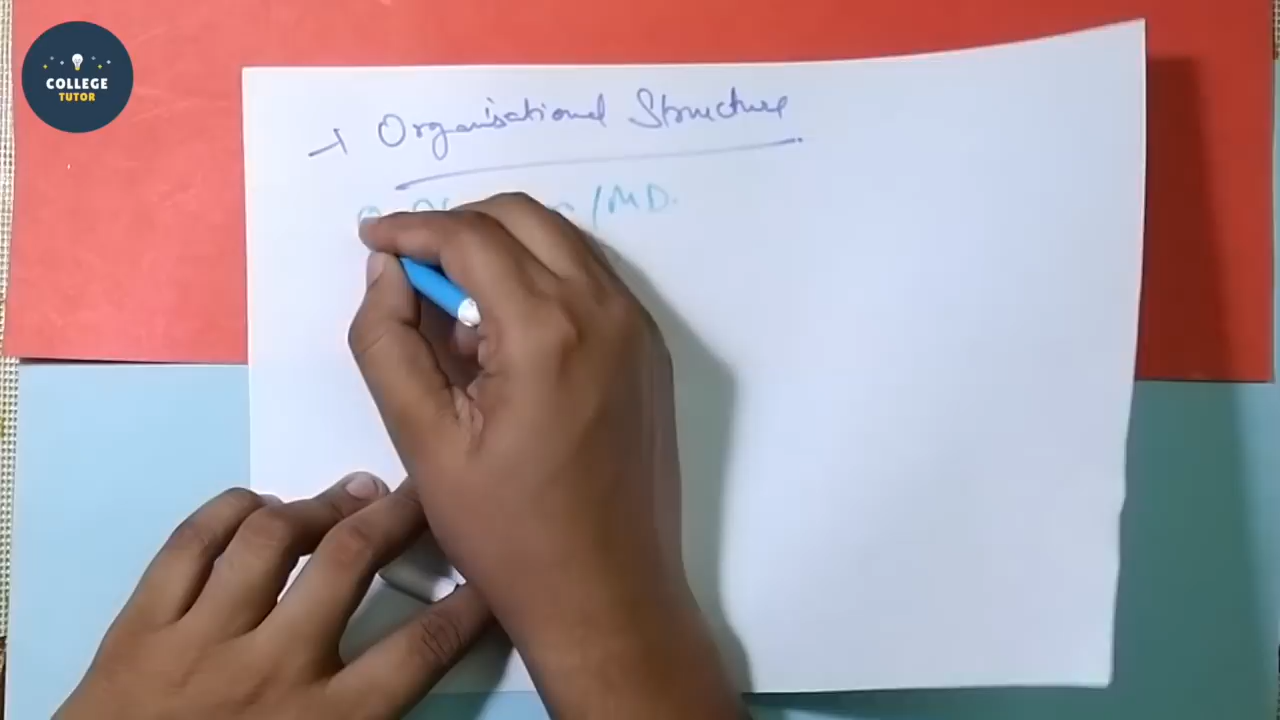 COLLEGE
TUTOR
→ Organisational Structure
/MD.